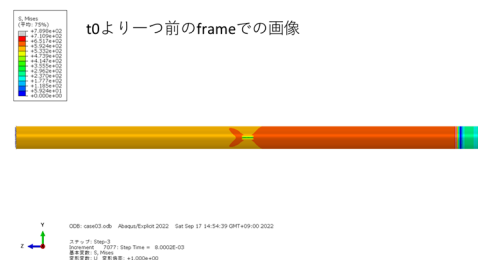 S, Mises
(平均: 75%)
+7.898e+02
+7.109e+02
+6.517e+02
+5.924e+02
+5.332e+02
+4.739e+02
+4.147e+02
+3.555e+02
+2.962e+02
+2.370e+02
+1.777e+02
+1.185e+02
+5.924e+01
+0.000e+00
t0より一つ前のframeでの画像
Y
Z
X
ODB: case03.odb Abaqus/Explicit 2022 Sat Sep 17 14:54:39 GMT+09:00 2022
ステップ: Step-3
Increment 7077: Step Time = 8.0002E-03
基本変数: S, Mises
変形変数: U 変形倍率: +1.000e+00